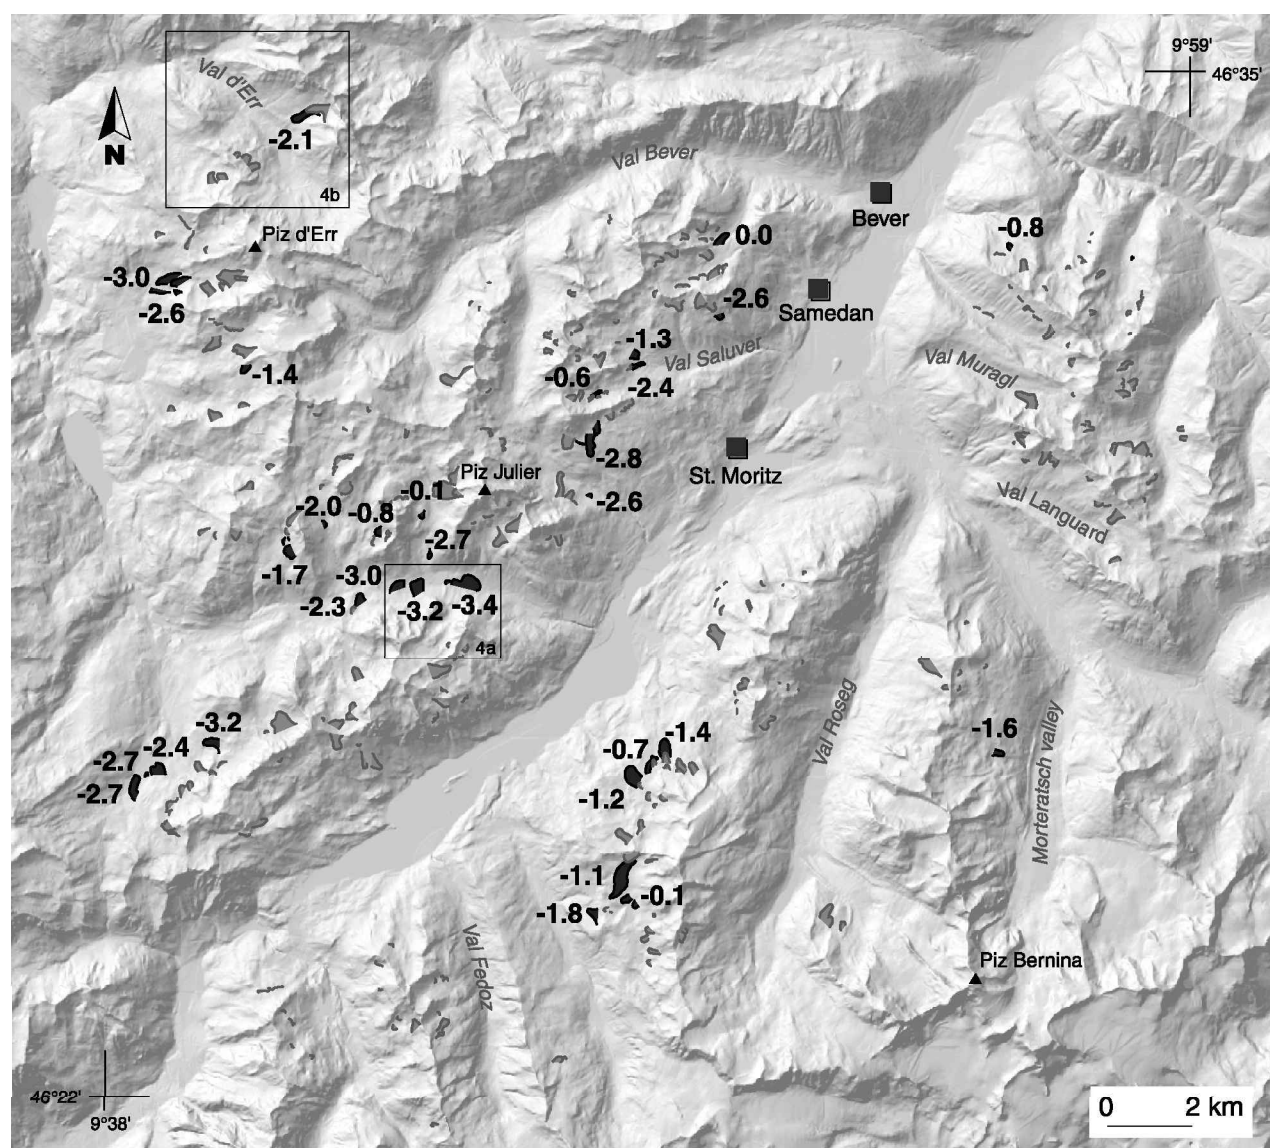 9°59'
46°35'
Val d'Err
-2.1
N
4b
Val Bever
Bever
Piz d'Err
0.0
-0.8
-3.0
-2.6
-2.6
Samedan
-1.3
Val Saluver
-1.4
-0.6
-2.4
Val Muragl
-2.8
St. Moritz
Piz Julier
-0.1
-2.6
-2.0
-0.8
Val Languard
-2.7
-1.7
-3.0
-2.3
-3.2
-3.4
4a
-3.2
-1.4
-0.7
Val Roseg
-1.6
Morteratsch valley
-2.4
-2.7
-2.7
-1.2
-1.1
-0.1
-1.8
Val Fedoz
Piz Bernina
46°22'
9°38'
0 2 km